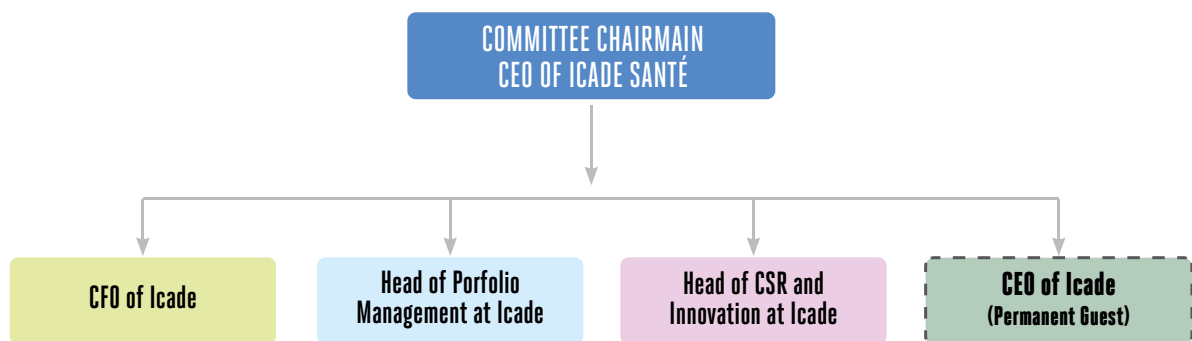 COMMITTEE CHAIRMAN
CEO OF ICADE SANTÉ
CFO of Icade
Head of Porfolio
Management at Icade
Head of CSR and
Innovation at Icade
CEO of Icade
(Permanent Guest)